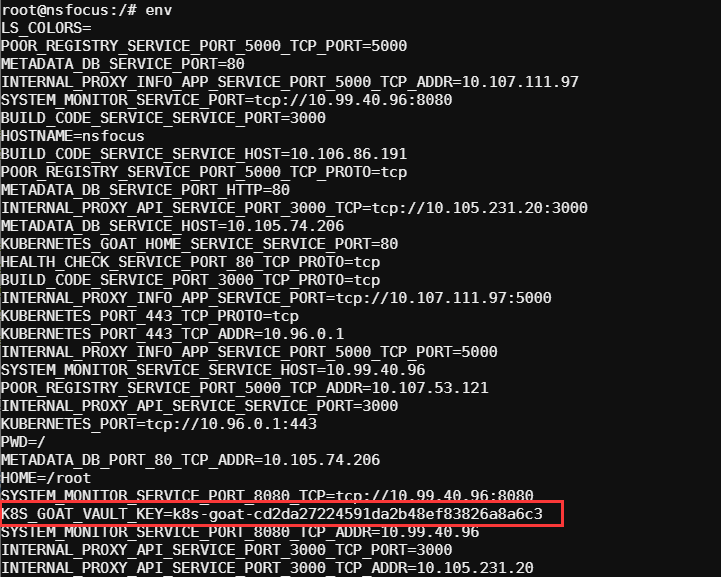 root@nsfocus:/# env
LS_COLORS=
POOR_REGISTRY_SERVICE_PORT_5000_TCP_PORT=5000
METADATA_DB_SERVICE_PORT=80
INTERNAL_PROXY_INFO_APP_SERVICE_PORT_5000_TCP_ADDR=10.107.111.97
SYSTEM_MONITOR_SERVICE_PORT=tcp://10.99.40.96:8080
BUILD_CODE_SERVICE_SERVICE_PORT=3000
HOSTNAME=nsfocus
BUILD_CODE_SERVICE_SERVICE_HOST=10.106.86.191
POOR_REGISTRY_SERVICE_PORT_5000_TCP_PROTO=tcp
METADATA_DB_SERVICE_PORT_HTTP=80
INTERNAL_PROXY_API_SERVICE_PORT_3000_TCP=tcp://10.105.231.20:3000
METADATA_DB_SERVICE_HOST=10.105.74.206
KUBERNETES_GOAT_HOME_SERVICE_SERVICE_PORT=80
HEALTH_CHECK_SERVICE_PORT_80_TCP_PROTO=tcp
BUILD_CODE_SERVICE_PORT_3000_TCP_PROTO=tcp
INTERNAL_PROXY_INFO_APP_SERVICE_PORT=tcp://10.107.111.97:5000
KUBERNETES_PORT_443_TCP_PROTO=tcp
KUBERNETES_PORT_443_TCP_ADDR=10.96.0.1
INTERNAL_PROXY_INFO_APP_SERVICE_PORT_5000_TCP_PORT=5000
SYSTEM_MONITOR_SERVICE_SERVICE_HOST=10.99.40.96
POOR_REGISTRY_SERVICE_PORT_5000_TCP_ADDR=10.107.53.121
INTERNAL_PROXY_API_SERVICE_SERVICE_PORT=3000
KUBERNETES_PORT=tcp://10.96.0.1:443
PWD=/
METADATA_DB_PORT_80_TCP_ADDR=10.105.74.206
HOME=/root
SYSTEM_MONITOR_SERVICE_PORT_8080_TCP=tcp://10.99.40.96:8080
K8S_GOAT_VAULT_KEY=k8s-goat-cd2da27224591da2b48ef83826a8a6c3
SYSTEM_MONITOR_SERVICE_PORT_8080_TCP_ADDR=10.99.40.96
INTERNAL_PROXY_API_SERVICE_PORT_3000_TCP_PORT=3000
INTERNAL_PROXY_API_SERVICE_PORT_3000_TCP_ADDR=10.105.231.20